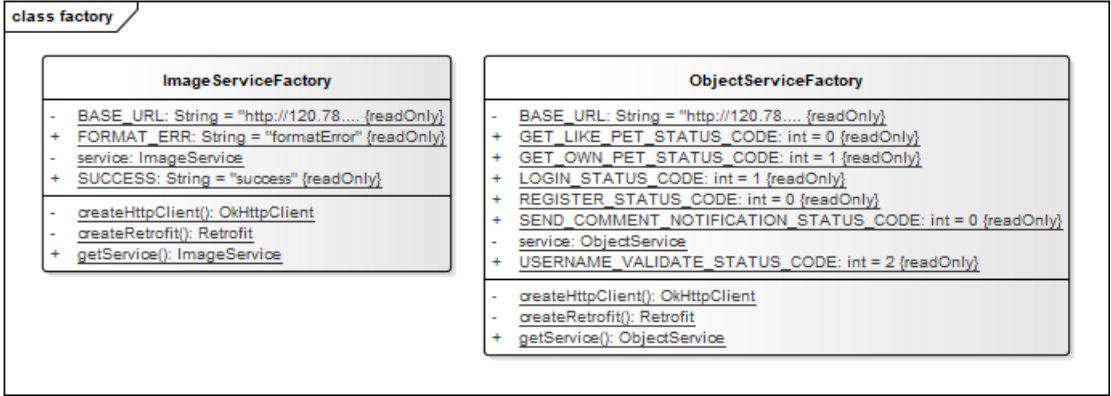 class factory
ImageServiceFactory
- BASE_URL: String = "http://120.78.... {readOnly}
+ FORMAT_ERR: String = "formatError" {readOnly}
- service: ImageService
+ SUCCESS: String = "success" {readOnly}
- createHttpClient(): OkHttpClient
- createRetrofit(): Retrofit
+ getService(): ImageService
ObjectServiceFactory
- BASE_URL: String = "http://120.78.... {readOnly}
+ GET_LIKE_PET_STATUS_CODE: int = 0 {readOnly}
+ GET_OWN_PET_STATUS_CODE: int = 1 {readOnly}
+ LOGIN_STATUS_CODE: int = 1 {readOnly}
+ REGISTER_STATUS_CODE: int = 0 {readOnly}
+ SEND_COMMENT_NOTIFICATION_STATUS_CODE: int = 0 {readOnly}
- service: ObjectService
+ USERNAME_VALIDATE_STATUS_CODE: int = 2 {readOnly}
- createHttpClient(): OkHttpClient
- createRetrofit(): Retrofit
+ getService(): ObjectService